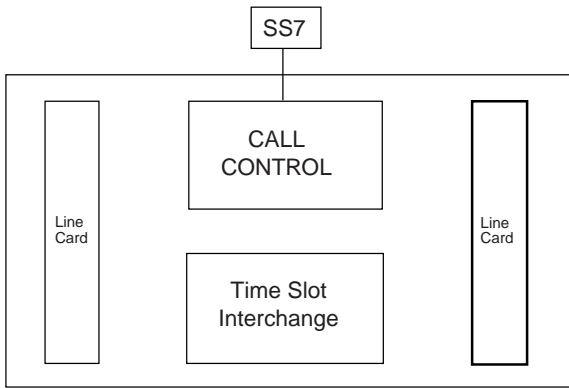 SS7
CALL
CONTROL
Line
Card
Line
Card
Time Slot
Interchange